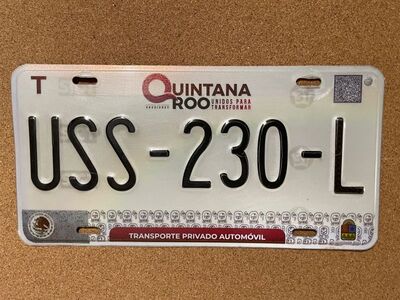 T
QUINTANA
ROO UNIDOS PARA
TRANSFORMAR
USS-230-L
TRANSPORTE PRIVADO AUTOMÓVIL